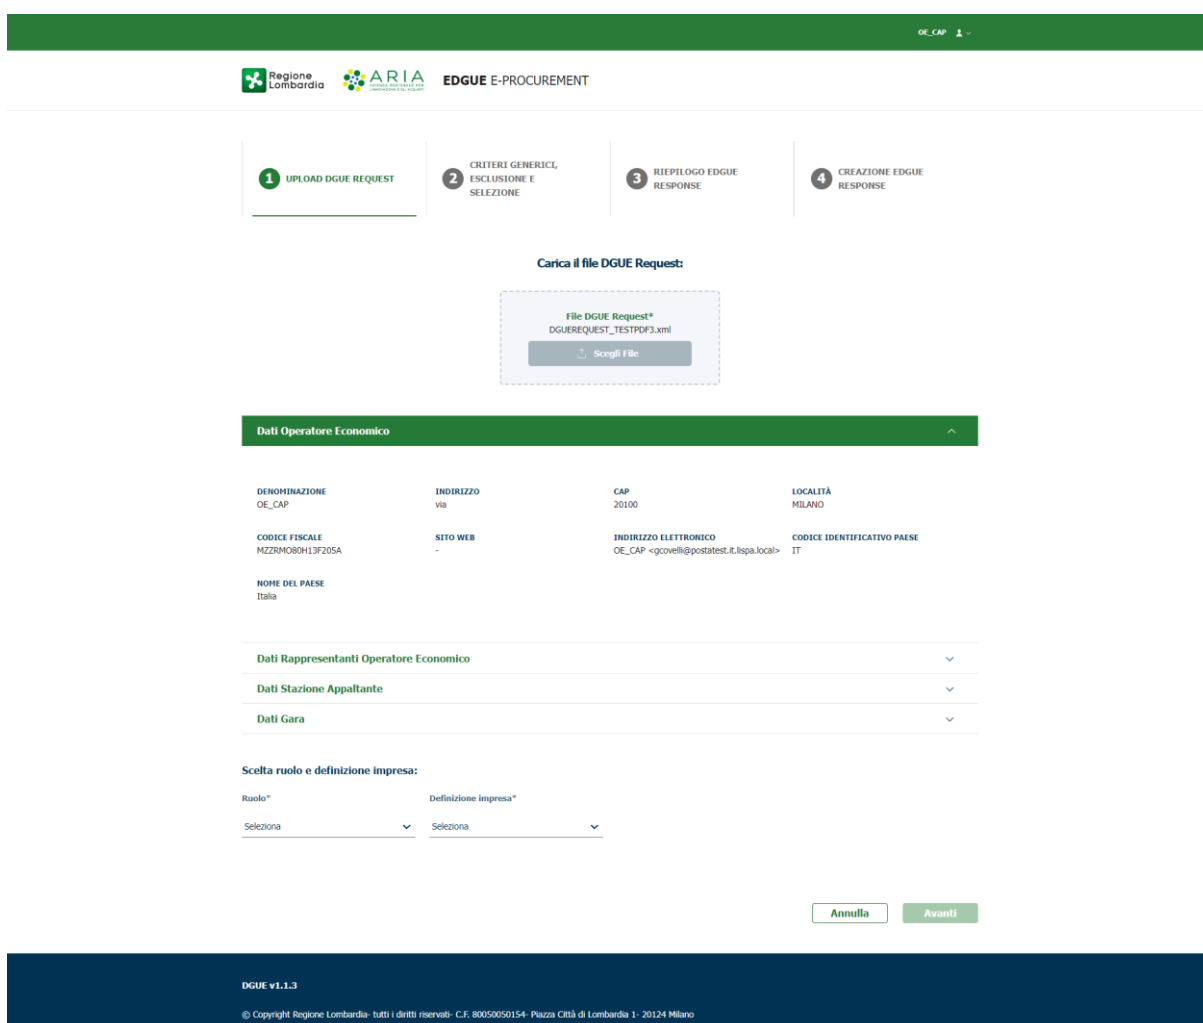 OE_CAP
Regione
Lombardia
ARIA
EDGUE E-PROCUREMENT
1 UPLOAD DGUE REQUEST
2 CRITERI GENERICI,
ESCLUSIONE E
SELEZIONE
3 RIEPILOGO EDGUE
RESPONSE
4 CREAZIONE EDGUE
RESPONSE
Carica il file DGUE Request:
File DGUE Request*
DGUEREQUEST_TESTPDF3.xml
Scegli File
Dati Operatore Economico
DENOMINAZIONE INDIRIZZO CAP LOCALITÀ
OE_CAP via 20100 MILANO
CODICE FISCALE SITO WEB INDIRIZZO ELETTRONICO CODICE IDENTIFICATIVO PAESE
MZZRMO80H13F205A - OE_CAP <gcovelli@postatest.it.lispa.local> IT
NOME DEL PAESE
Italia
Dati Rappresentanti Operatore Economico
Dati Stazione Appaltante
Dati Gara
Scelta ruolo e definizione impresa:
Ruolo* Definizione impresa*
Seleziona Seleziona
Annulla Avanti
DGUE v1.1.3
© Copyright Regione Lombardia- tutti i diritti riservati- C.F. 80050050154- Piazza Città di Lombardia 1- 20124 Milano